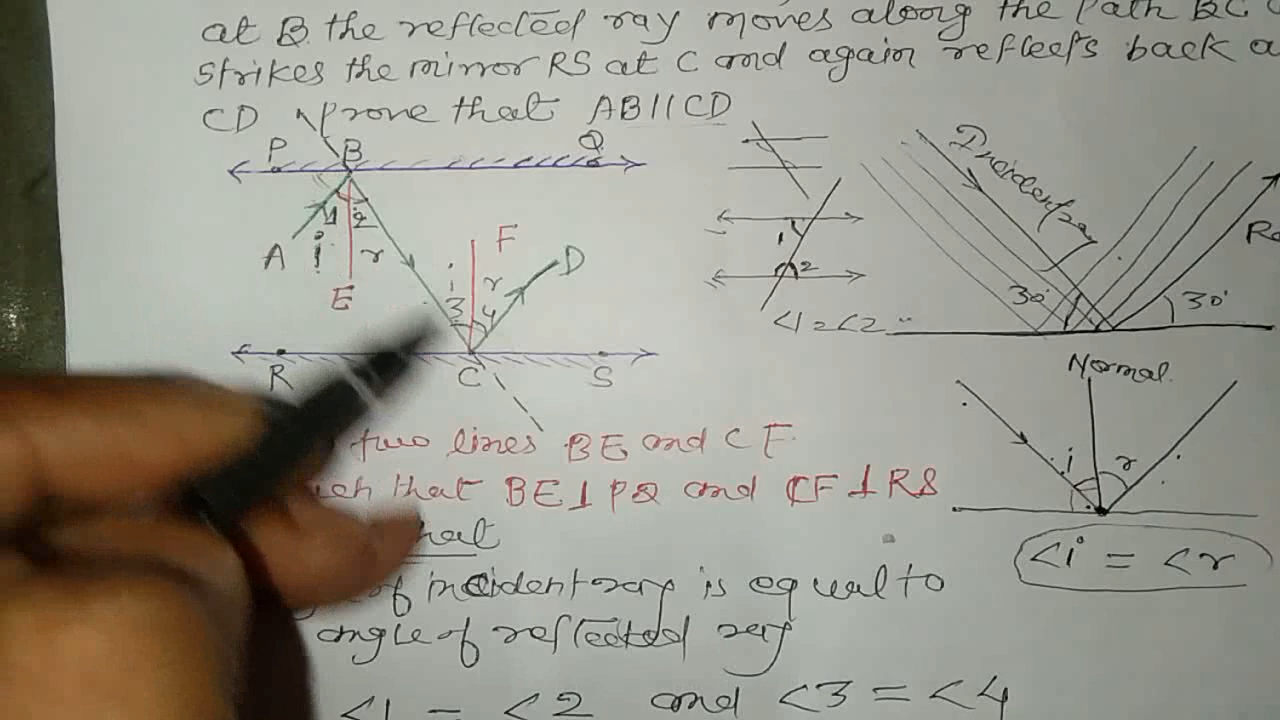 at B. the reflected ray moves along the Path BC
strikes the mirror RS at C and again reflects back a
CD prove that AB||CD
P B Q
1 2
A i r
E
F
D
i r
3 4
R C S
1
2
<1=<2
Incident ray
30°
30°
Normal
i r
<i = <r
two lines BE and CF
that BE⊥PQ and CF⊥RS
of incident ray is equal to
angle of reflected ray
<1 = <2 and <3 = <4